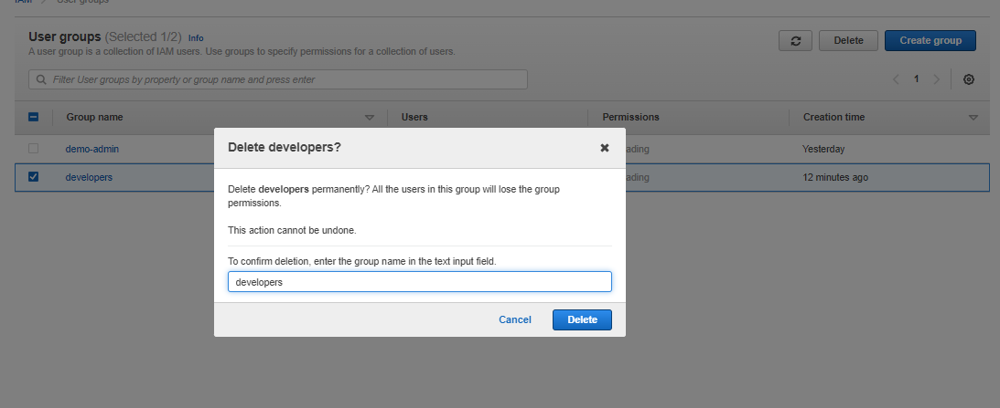 IAM > User groups
User groups (Selected 1/2) Info
A user group is a collection of IAM users. Use groups to specify permissions for a collection of users.
Delete
Create group
Filter User groups by property or group name and press enter
1
Group name
Users
Permissions
Creation time
demo-admin
ading
Yesterday
developers
ading
12 minutes ago
Delete developers?
Delete developers permanently? All the users in this group will lose the group
permissions.
This action cannot be undone.
To confirm deletion, enter the group name in the text input field.
developers
Cancel
Delete